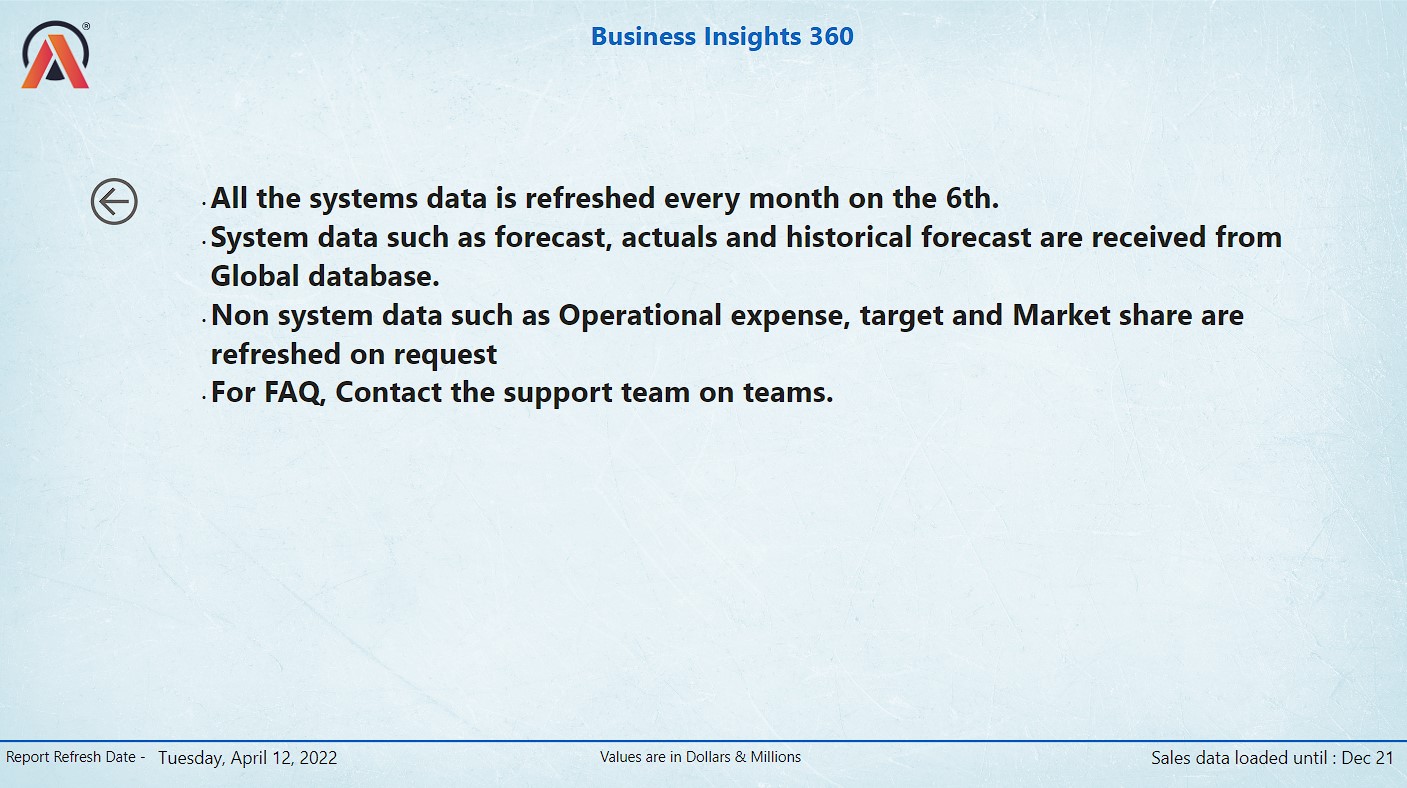 ®
Business Insights 360
. All the systems data is refreshed every month on the 6th.
. System data such as forecast, actuals and historical forecast are received from
Global database.
. Non system data such as Operational expense, target and Market share are
refreshed on request
. For FAQ, Contact the support team on teams.
Report Refresh Date - Tuesday, April 12, 2022
Values are in Dollars & Millions
Sales data loaded until : Dec 21